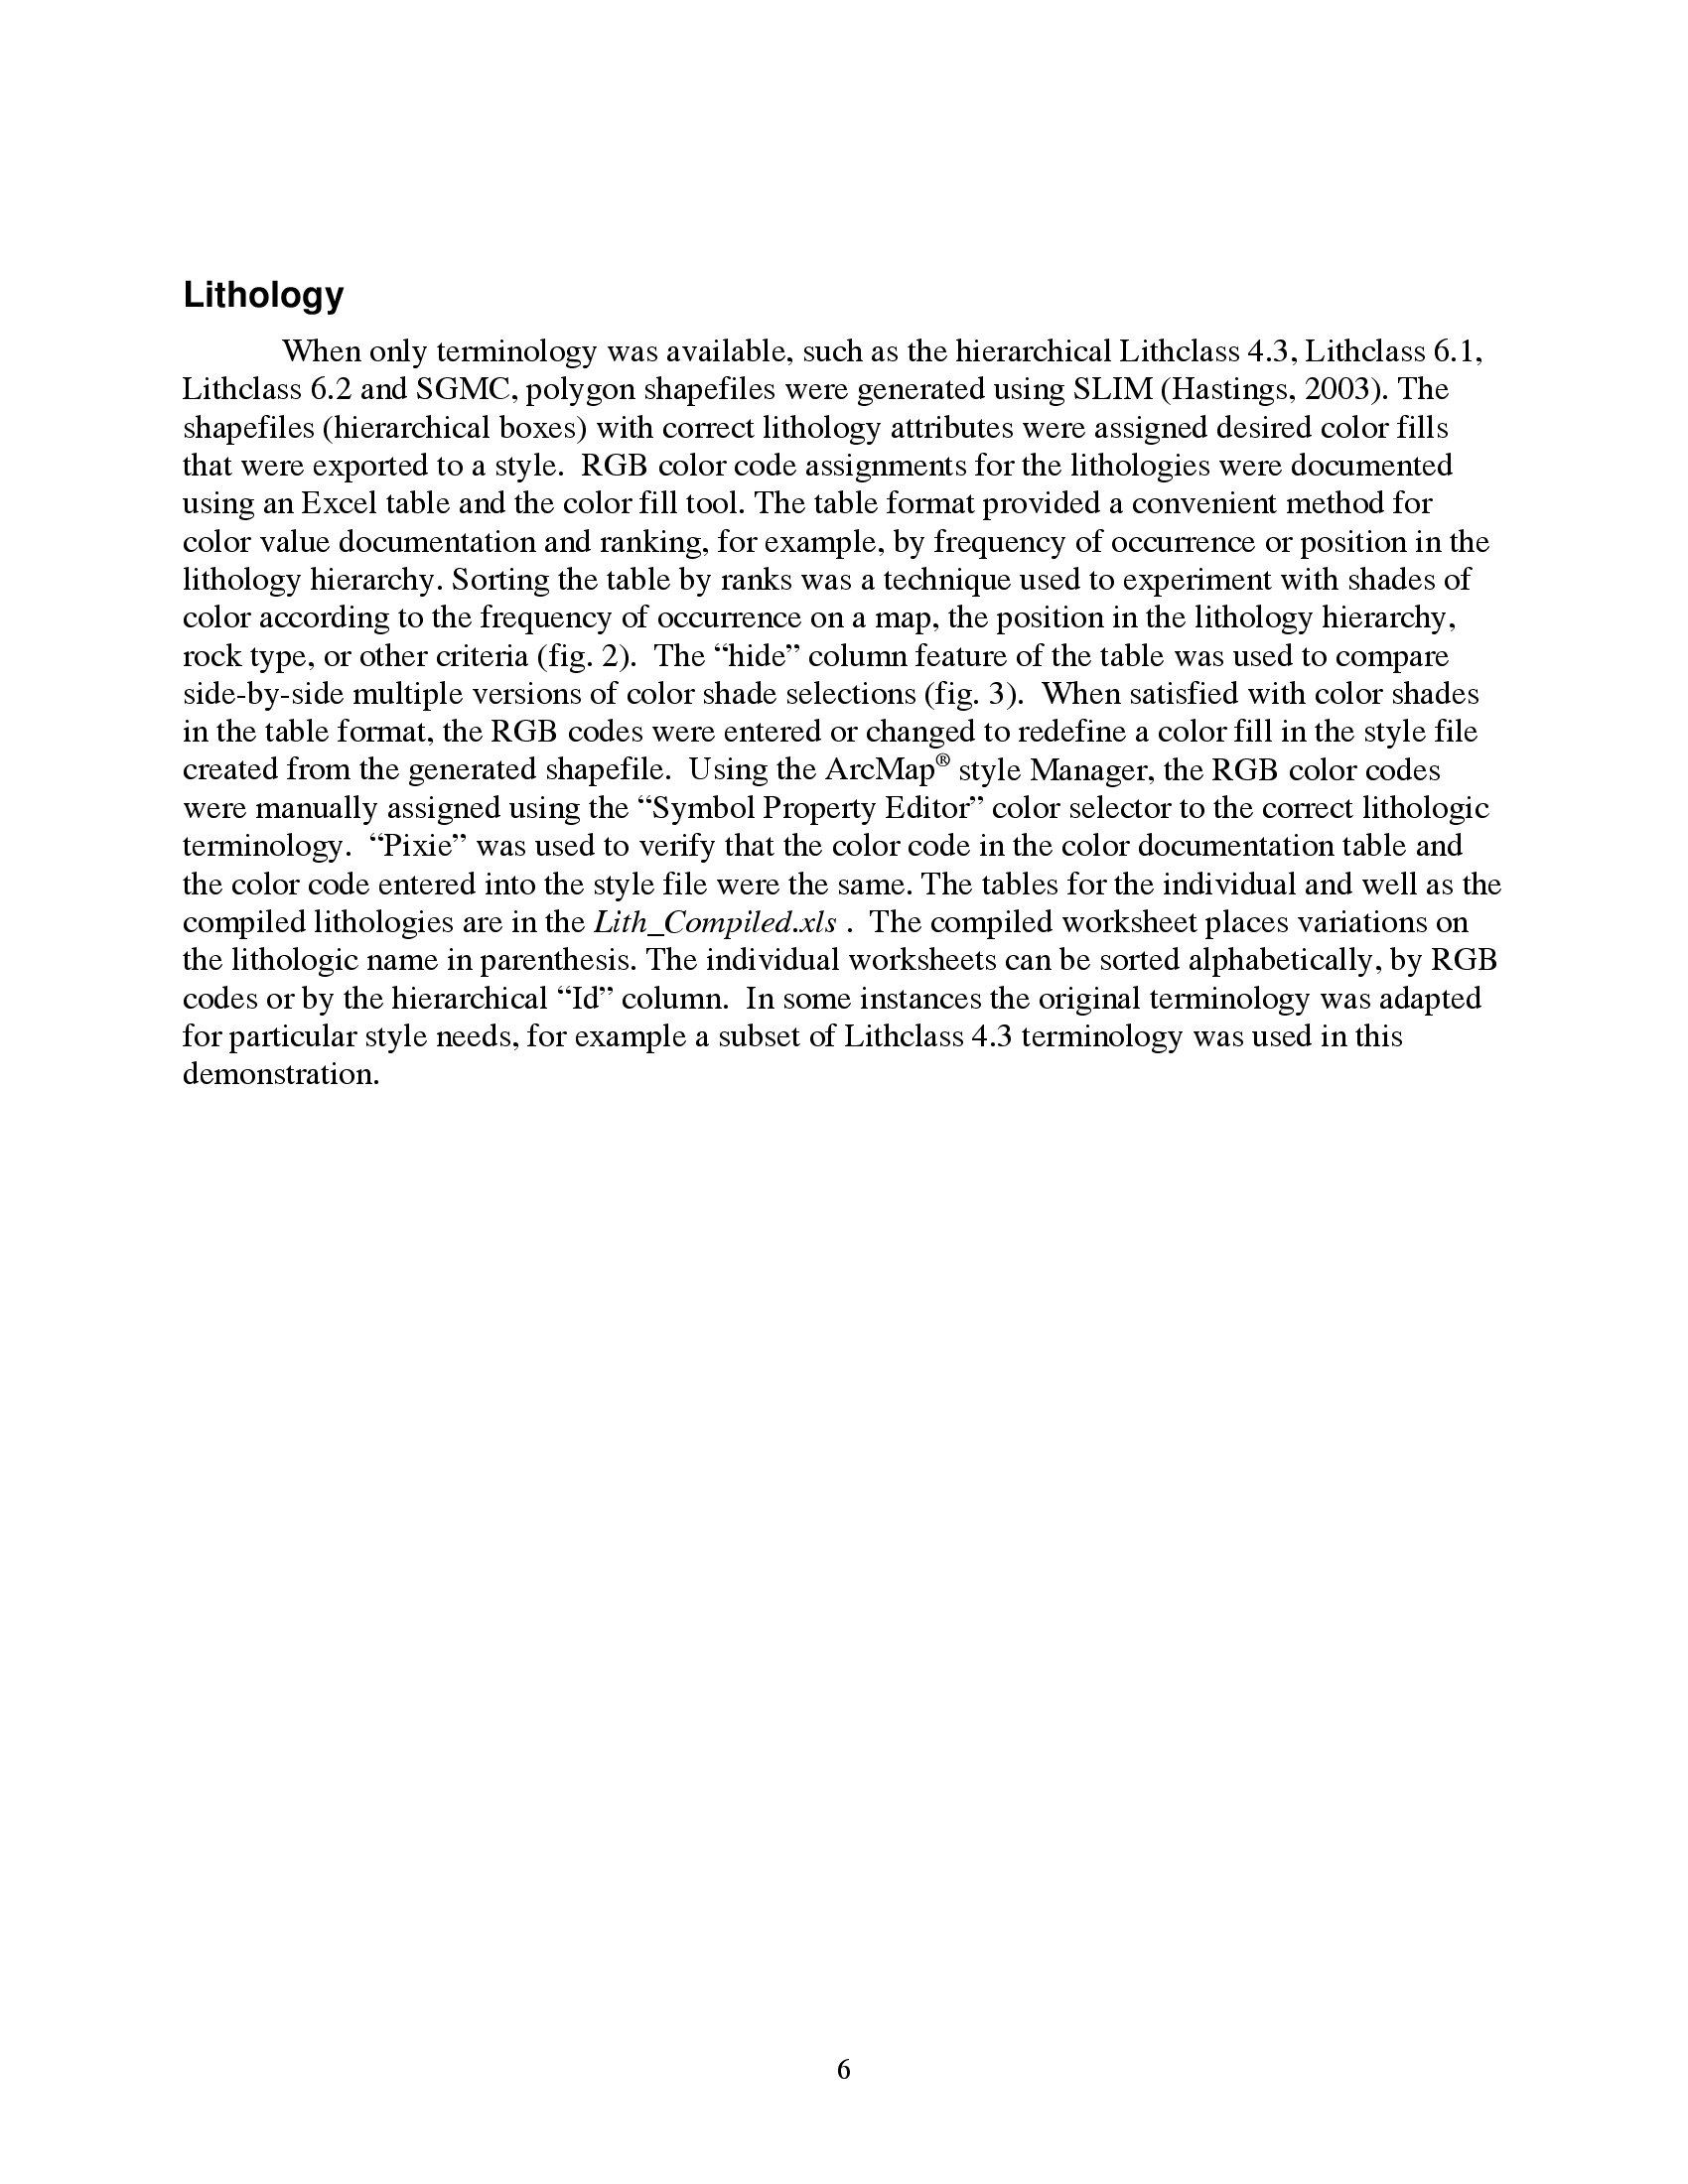 Lithology
When only terminology was available, such as the hierarchical Lithclass 4.3, Lithclass 6.1,
Lithclass 6.2 and SGMC, polygon shapefiles were generated using SLIM (Hastings, 2003). The
shapefiles (hierarchical boxes) with correct lithology attributes were assigned desired color fills
that were exported to a style.  RGB color code assignments for the lithologies were documented
using an Excel table and the color fill tool. The table format provided a convenient method for
color value documentation and ranking, for example, by frequency of occurrence or position in the
lithology hierarchy. Sorting the table by ranks was a technique used to experiment with shades of
color according to the frequency of occurrence on a map, the position in the lithology hierarchy,
rock type, or other criteria (fig. 2).  The “hide” column feature of the table was used to compare
side-by-side multiple versions of color shade selections (fig. 3).  When satisfied with color shades
in the table format, the RGB codes were entered or changed to redefine a color fill in the style file
created from the generated shapefile.  Using the ArcMap® style Manager, the RGB color codes
were manually assigned using the “Symbol Property Editor” color selector to the correct lithologic
terminology.  “Pixie” was used to verify that the color code in the color documentation table and
the color code entered into the style file were the same. The tables for the individual and well as the
compiled lithologies are in the Lith_Compiled.xls .  The compiled worksheet places variations on
the lithologic name in parenthesis. The individual worksheets can be sorted alphabetically, by RGB
codes or by the hierarchical “Id” column.  In some instances the original terminology was adapted
for particular style needs, for example a subset of Lithclass 4.3 terminology was used in this
demonstration.
6